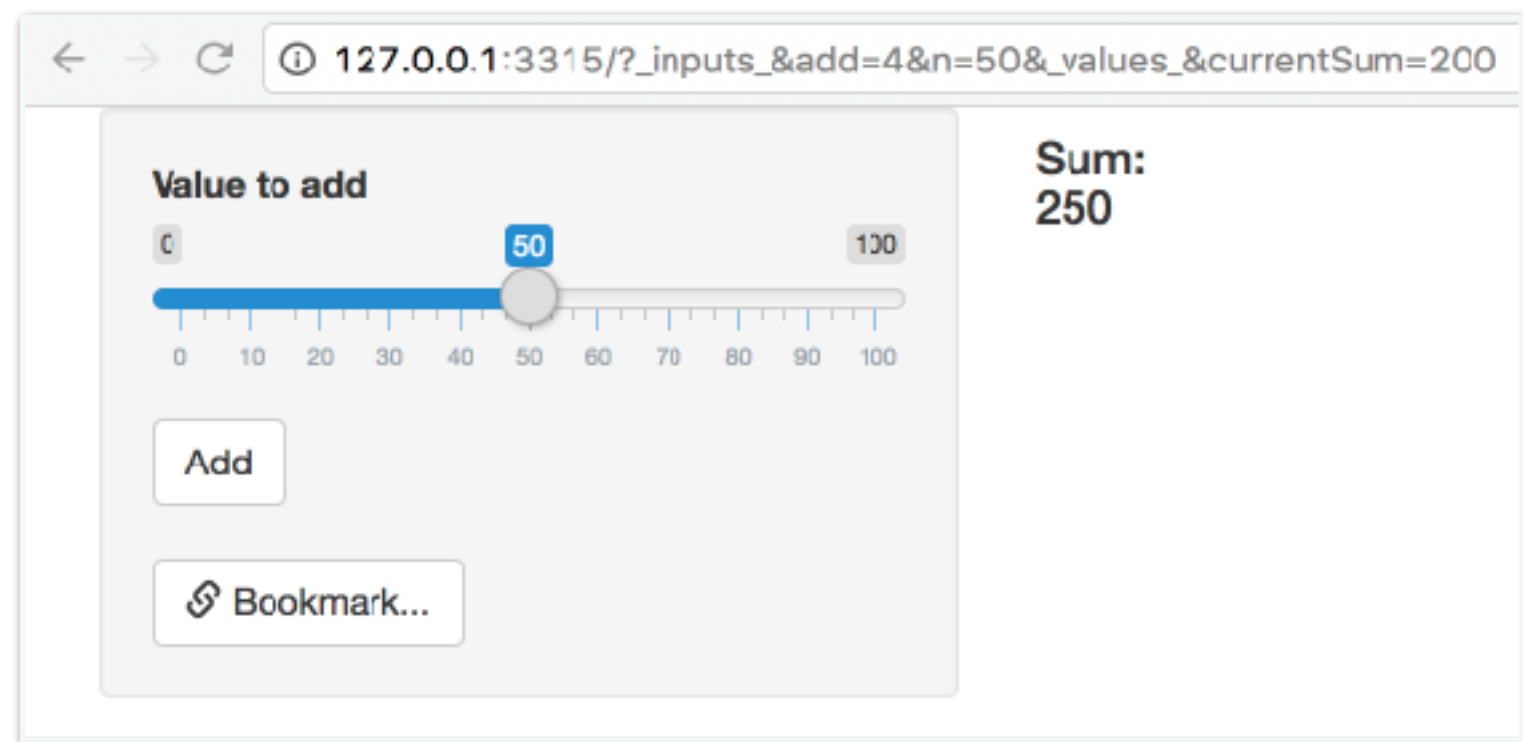 127.0.0.1:3315/?_inputs_&add=4&n=50&_values_&currentSum=200
Value to add
0 50 100
0 10 20 30 40 50 60 70 80 90 100
Add
Bookmark...
Sum:
250